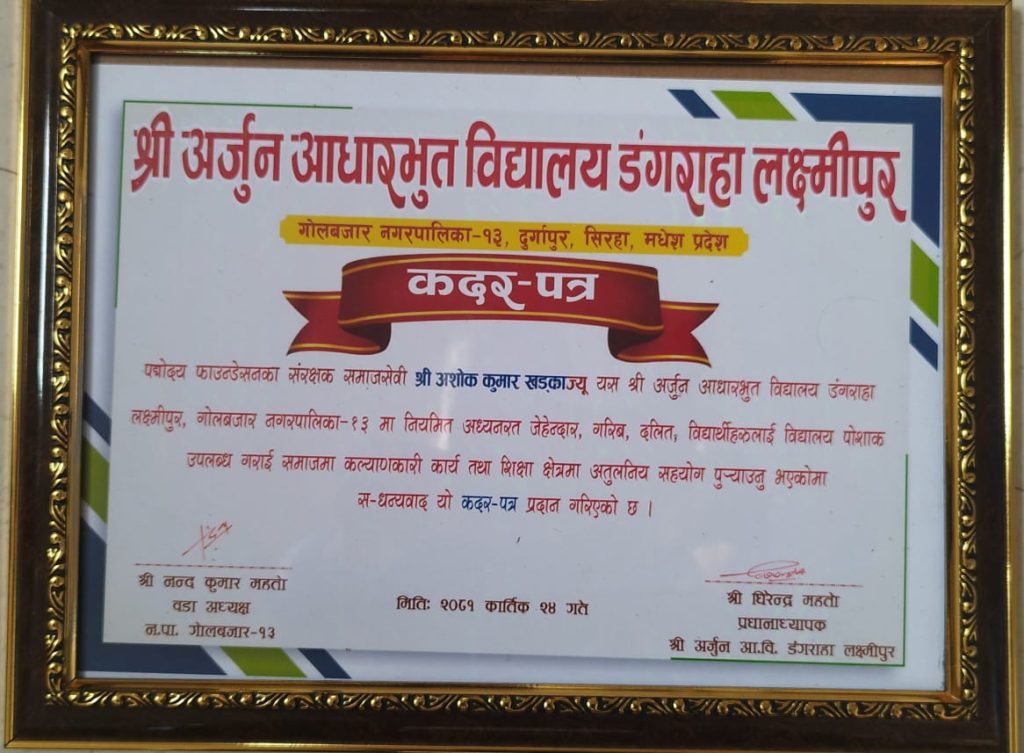 श्री अर्जुन आधारभुत विद्यालय डंगराहा लक्ष्मीपुर
गोलबजार नगरपालिका-१३, दुर्गापुर, सिरहा, मधेश प्रदेश
कदर-पत्र
पद्मोदय फाउन्डेसनका संरक्षक समाजसेवी श्री अशोक कुमार खड्काज्यू यस श्री अर्जुन आधारभुत विद्यालय डंगराहा
लक्ष्मीपुर, गोलबजार नगरपालिका-१३ मा नियमित अध्यनरत जेहेन्दार, गरिब, दलित, विद्यार्थीहरुलाई विद्यालय पोशाक
उपलब्ध गराई समाजमा कल्याणकारी कार्य तथा शिक्षा क्षेत्रमा अतुलनिय सहयोग पुऱ्याउनु भएकोमा
स-धन्यवाद यो कदर-पत्र प्रदान गरिएको छ ।
श्री नन्द कुमार महतो
वडा अध्यक्ष
न.पा. गोलबजार-१३
मिति: २०८१ कार्तिक २४ गते
श्री धिरेन्द्र महतो
प्रधानाध्यापक
श्री अर्जुन आ.वि. डंगराहा लक्ष्मीपुर